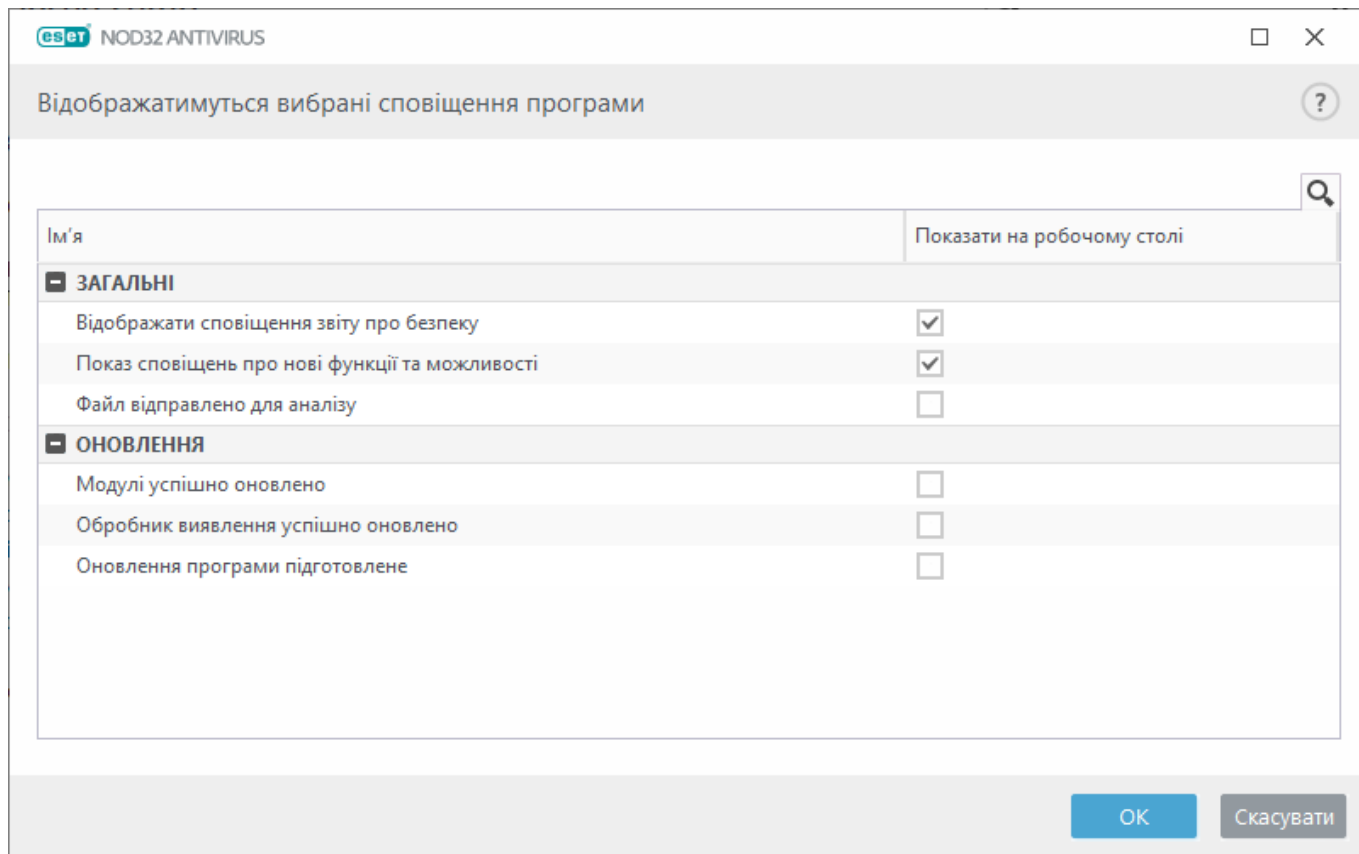 eset NOD32 ANTIVIRUS
Відображатимуться вибрані сповіщення програми
?
Ім'я Показати на робочому столі
ЗАГАЛЬНІ
Відображати сповіщення звіту про безпеку
Показ сповіщень про нові функції та можливості
Файл відправлено для аналізу
ОНОВЛЕННЯ
Модулі успішно оновлено
Обробник виявлення успішно оновлено
Оновлення програми підготовлене
ОК Скасувати